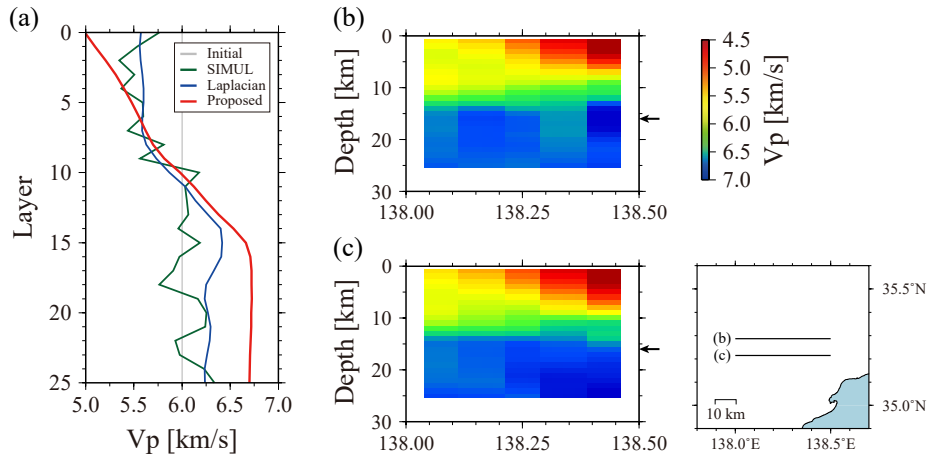 (a)
0
5
10
15
20
25
Layer
5.0 5.5 6.0 6.5 7.0
Vp [km/s]
Initial
SIMUL
Laplacian
Proposed
(b)
0
10
20
30
Depth [km]
138.00 138.25 138.50
4.5
5.0
5.5
6.0
6.5
7.0
Vp [km/s]
(c)
0
10
20
30
Depth [km]
138.00 138.25 138.50
(b)
(c)
10 km
35.5°N
35.0°N
138.0°E 138.5°E